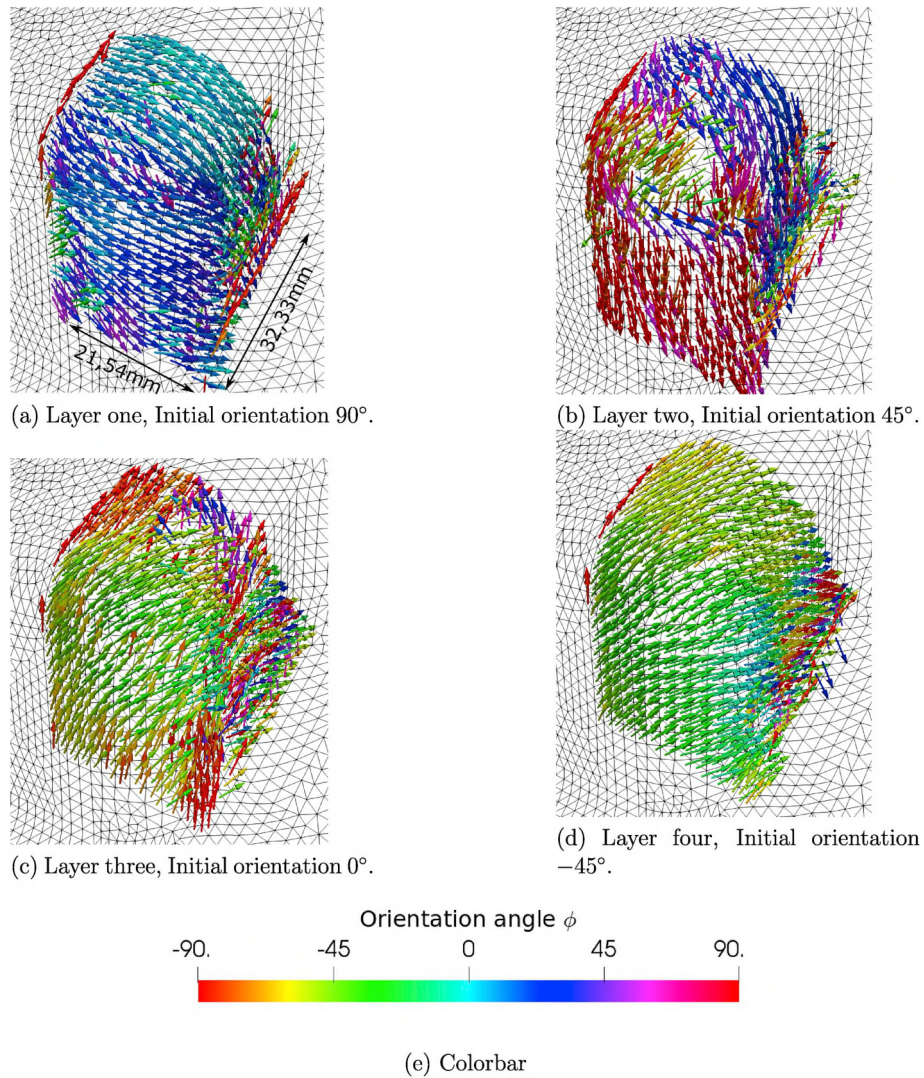 21,54mm
32,33mm
(a) Layer one, Initial orientation 90°.
(b) Layer two, Initial orientation 45°.
(c) Layer three, Initial orientation 0°.
(d) Layer four, Initial orientation
−45°.
Orientation angle ϕ
-90. -45 0 45 90.
(e) Colorbar